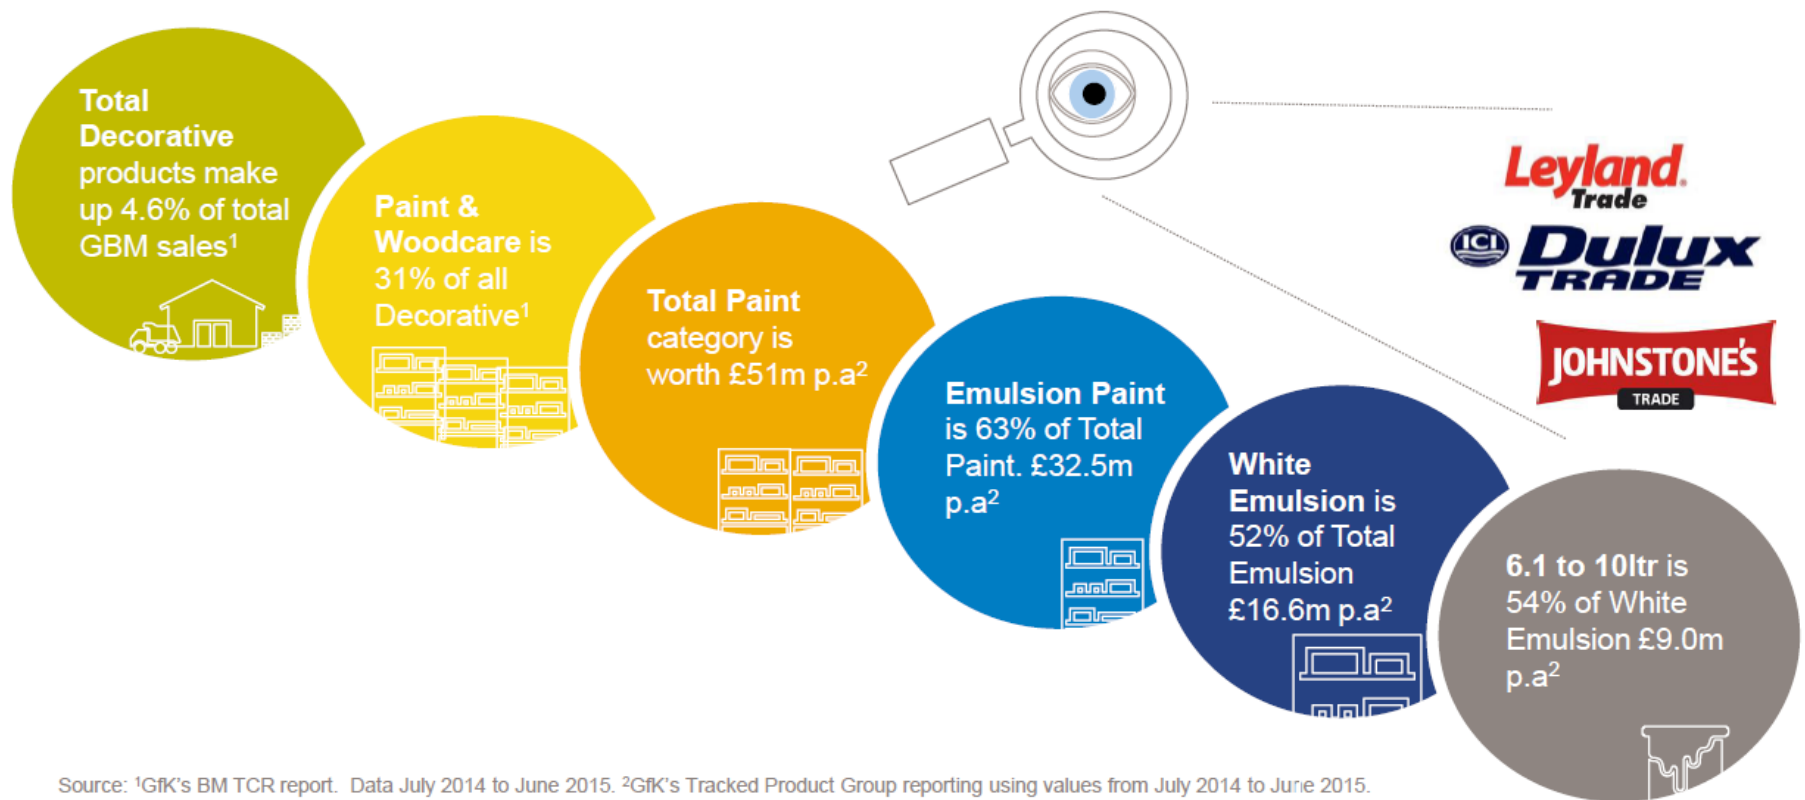 Total
Decorative
products make
up 4.6% of total
GBM sales¹
Paint &
Woodcare is
31% of all
Decorative¹
Total Paint
category is
worth £51m p.a²
Emulsion Paint
is 63% of Total
Paint. £32.5m
p.a²
White
Emulsion is
52% of Total
Emulsion
£16.6m p.a²
6.1 to 10ltr is
54% of White
Emulsion £9.0m
p.a²
Leyland®
Trade
ICI Dulux
TRADE
JOHNSTONE'S
TRADE
Source: ¹GfK's BM TCR report. Data July 2014 to June 2015. ²GfK's Tracked Product Group reporting using values from July 2014 to June 2015.